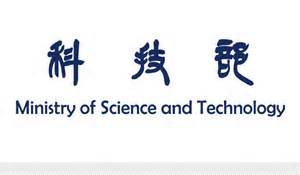 科技部
Ministry of Science and Technology